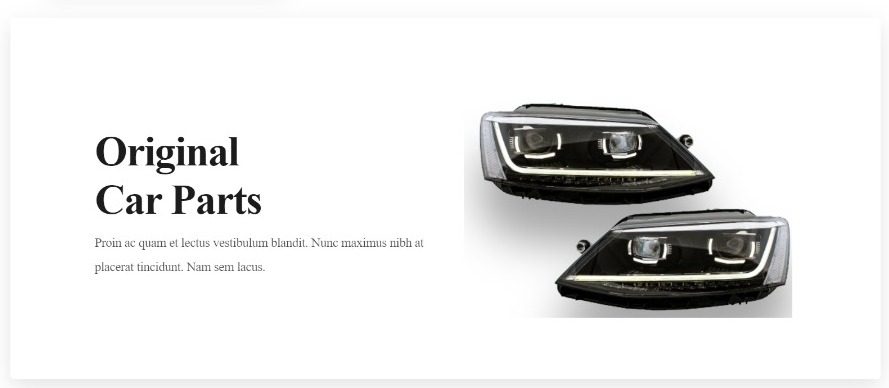 Original
Car Parts
Proin ac quam et lectus vestibulum blandit. Nunc maximus nibh at
placerat tincidunt. Nam sem lacus.